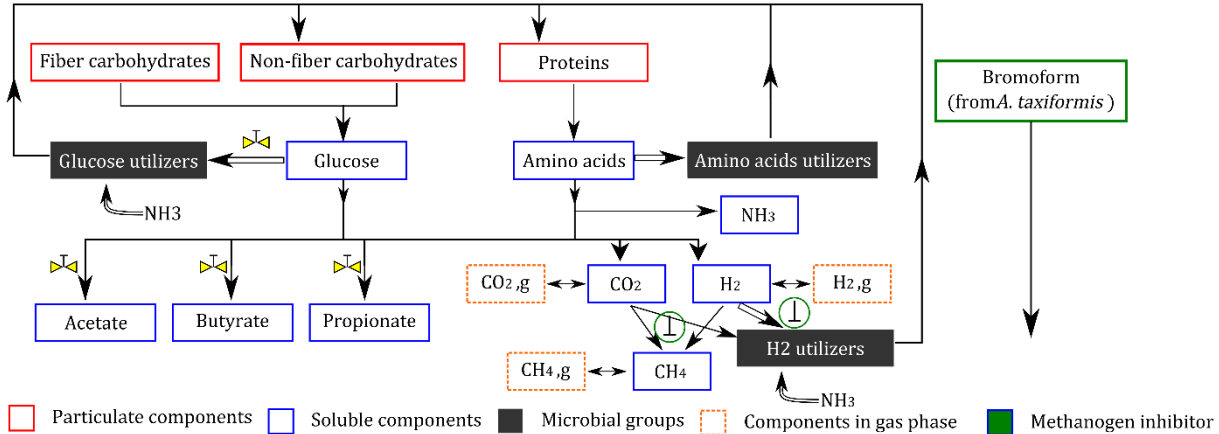 Fiber carbohydrates
Non-fiber carbohydrates
Proteins
Bromoform
(fromA. taxiformis )
Glucose utilizers
Glucose
Amino acids
Amino acids utilizers
NH3
NH3
CO2,g
CO2
H2
H2,g
Acetate
Butyrate
Propionate
H2 utilizers
CH4,g
CH4
NH3
Particulate components
Soluble components
Microbial groups
Components in gas phase
Methanogen inhibitor